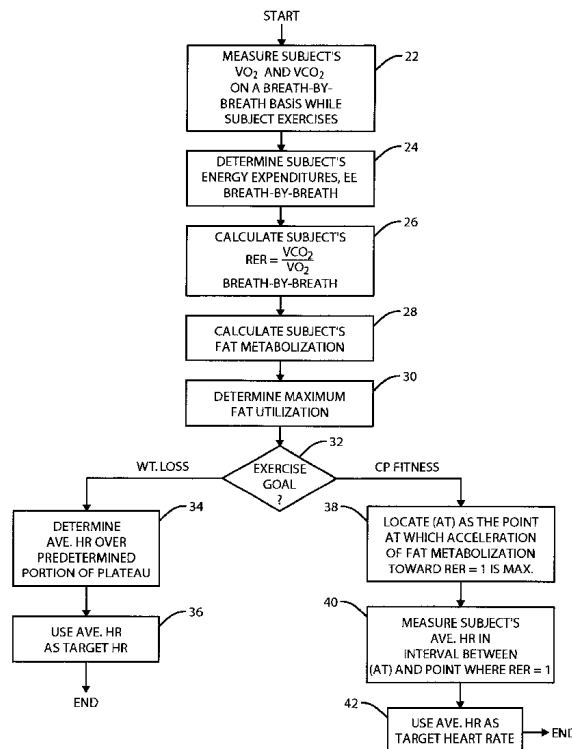 START
MEASURE SUBJECT'S
VO2 AND VCO2
ON A BREATH-BY-
BREATH BASIS WHILE
SUBJECT EXERCISES
22
DETERMINE SUBJECT'S
ENERGY EXPENDITURES, EE
BREATH-BY-BREATH
24
CALCULATE SUBJECT'S
RER = VCO2/VO2
BREATH-BY-BREATH
26
CALCULATE SUBJECT'S
FAT METABOLIZATION
28
DETERMINE MAXIMUM
FAT UTILIZATION
30
EXERCISE
GOAL
?
32
WT. LOSS
CP FITNESS
DETERMINE
AVE. HR OVER
PREDETERMINED
PORTION OF PLATEAU
34
USE AVE. HR
AS TARGET HR
36
END
38
LOCATE (AT) AS THE POINT
AT WHICH ACCELERATION
OF FAT METABOLIZATION
TOWARD RER = 1 IS MAX.
40
MEASURE SUBJECT'S
AVE. HR IN
INTERVAL BETWEEN
(AT) AND POINT WHERE RER = 1
42
USE AVE. HR AS
TARGET HEART RATE
END